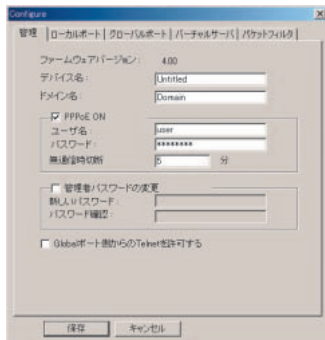 Configure
管理 ローカルポート グローバルポート バーチャルサーバ パケットフィルタ
ファームウェアバージョン： 4.00
デバイス名： Untitled
ドメイン名： Domain
PPPoE ON
ユーザ名： user
パスワード： ********
無通信時切断 5 分
管理者パスワードの変更
新しいパスワード：
パスワード確認：
Globalポート側からのTelnetを許可する
保存 キャンセル